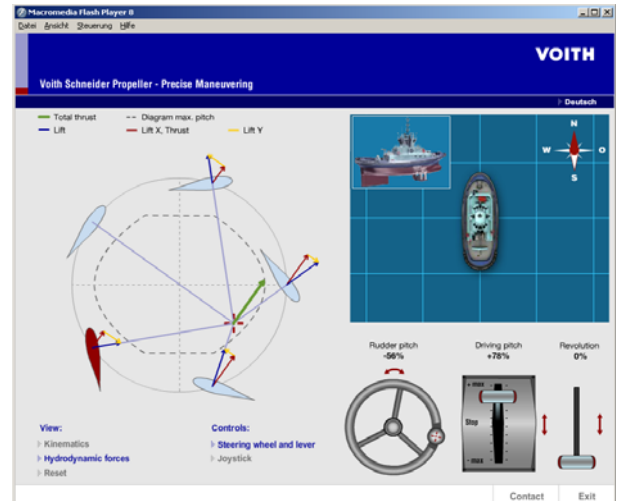 Macromedia Flash Player 8
Datei Ansicht Steuerung Hilfe
VOITH
Voith Schneider Propeller - Precise Maneuvering
Deutsch
Total thrust
Diagram max. pitch
Lift
Lift X, Thrust
Lift Y
N
W
O
S
Rudder pitch
-56%
Driving pitch
+78%
Revolution
0%
+ max
Stop
- max
View:
Kinematics
Hydrodynamic forces
Reset
Controls:
Steering wheel and lever
Joystick
Contact
Exit